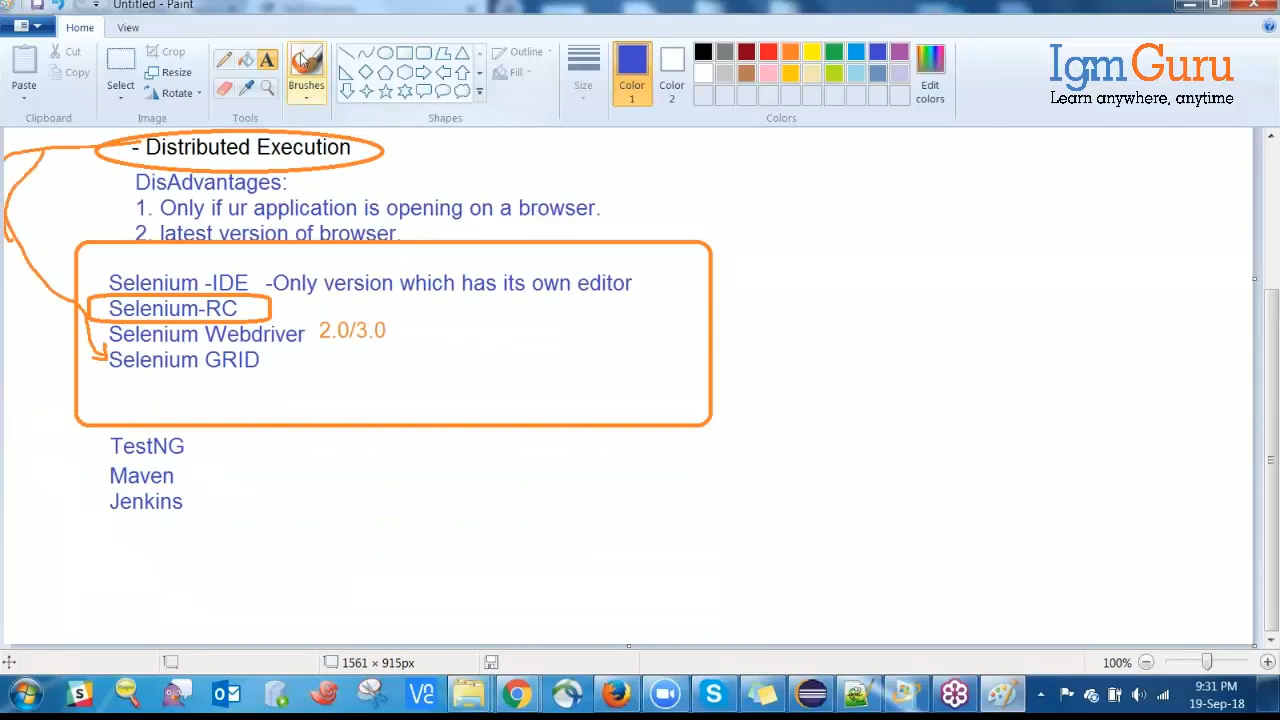 Untitled - Paint
Home
View
Paste
Cut
Copy
Clipboard
Select
Crop
Resize
Rotate
Image
A
Tools
Brushes
Shapes
Outline
Fill
Size
Color 1
Color 2
Edit colors
Colors
IgmGuru
Learn anywhere, anytime
- Distributed Execution
DisAdvantages:
1. Only if ur application is opening on a browser.
2. latest version of browser.
Selenium -IDE -Only version which has its own editor
Selenium-RC
Selenium Webdriver 2.0/3.0
Selenium GRID
TestNG
Maven
Jenkins
1561 × 915px
100%
9:31 PM
19-Sep-18